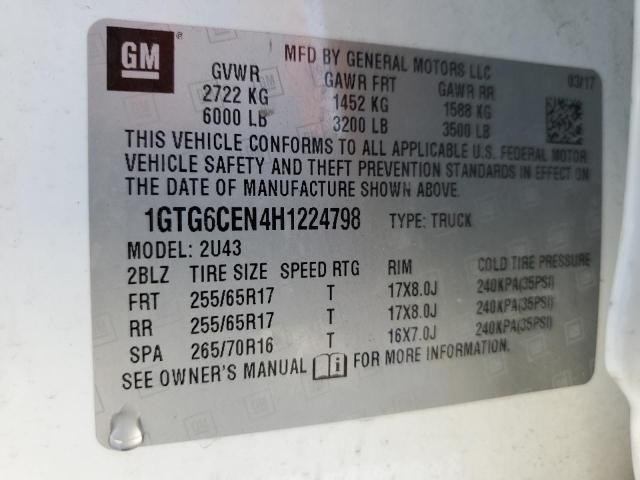 GM
MFD BY GENERAL MOTORS LLC
03/17
GVWR GAWR FRT GAWR RR
2722 KG 1452 KG 1588 KG
6000 LB 3200 LB 3500 LB
THIS VEHICLE CONFORMS TO ALL APPLICABLE U.S. FEDERAL MOTOR
VEHICLE SAFETY AND THEFT PREVENTION STANDARDS IN EFFECT ON
THE DATE OF MANUFACTURE SHOWN ABOVE.
1GTG6CEN4H1224798 TYPE: TRUCK
MODEL: 2U43
2BLZ TIRE SIZE SPEED RTG RIM COLD TIRE PRESSURE
FRT 255/65R17 T 17X8.0J 240KPA(35PSI)
RR 255/65R17 T 17X8.0J 240KPA(35PSI)
SPA 265/70R16 T 16X7.0J 240KPA(35PSI)
SEE OWNER'S MANUAL FOR MORE INFORMATION.